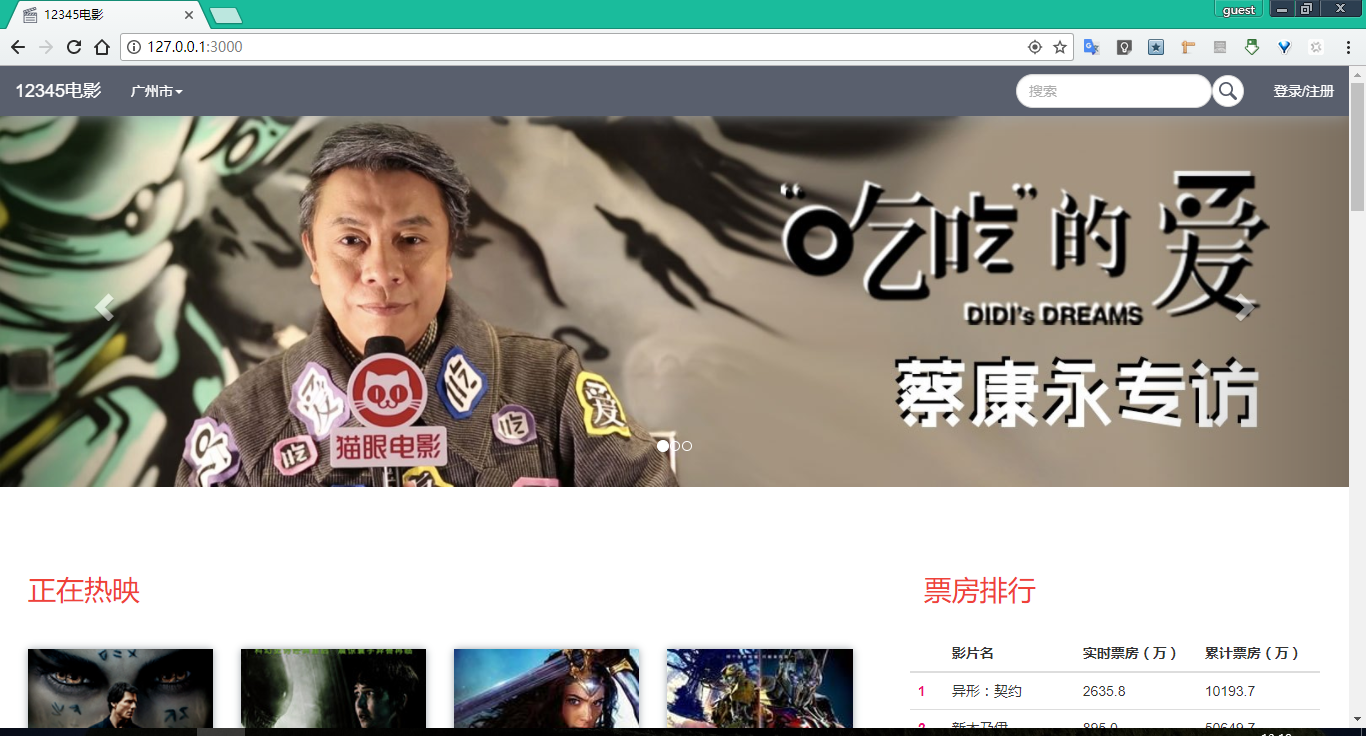 12345电影
guest
127.0.0.1:3000
12345电影
广州市
搜索
登录/注册
“吃吃”的爱
DIDI's DREAMS
蔡康永专访
爱
吃
吃
吃
爱
猫眼电影
正在热映
票房排行
影片名 实时票房（万） 累计票房（万）
1 异形：契约 2635.8 10193.7
2 新木乃伊 895.0 50649.7